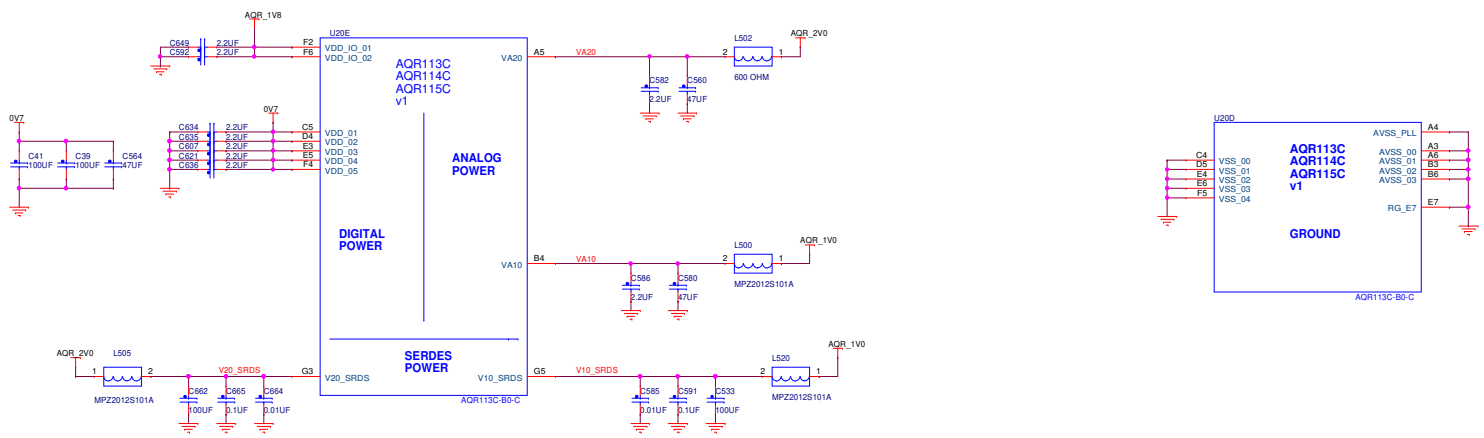 AQR_1V8
C649 2.2UF F2 VDD_IO_01
C592 2.2UF F6 VDD_IO_02
0V7
C634 2.2UF C5 VDD_01
C635 2.2UF D4 VDD_02
C607 2.2UF E3 VDD_03
C621 2.2UF E5 VDD_04
C636 2.2UF F4 VDD_05
0V7
C41
100UF
C39
100UF
C564
47UF
U20E
AQR113C
AQR114C
AQR115C
v1
ANALOG
POWER
DIGITAL
POWER
SERDES
POWER
AQR113C-B0-C
VA20 A5 VA20
C582
2.2UF
C560
47UF
L502
2 1
600 OHM
AQR_2V0
VA10 B4 VA10
C586
2.2UF
C580
47UF
L500
2 1
MPZ2012S101A
AQR_1V0
AQR_2V0
L505
1 2
MPZ2012S101A
V20_SRDS G3 V20_SRDS
C662
100UF
C665
0.1UF
C664
0.01UF
V10_SRDS G5 V10_SRDS
C585
0.01UF
C591
0.1UF
C533
100UF
L520
2 1
MPZ2012S101A
AQR_1V0
U20D
AQR113C
AQR114C
AQR115C
v1
GROUND
C4 VSS_00
D5 VSS_01
E4 VSS_02
E6 VSS_03
F5 VSS_04
AVSS_PLL A4
AVSS_00 A3
AVSS_01 A6
AVSS_02 B3
AVSS_03 B6
RG_E7 E7
AQR113C-B0-C